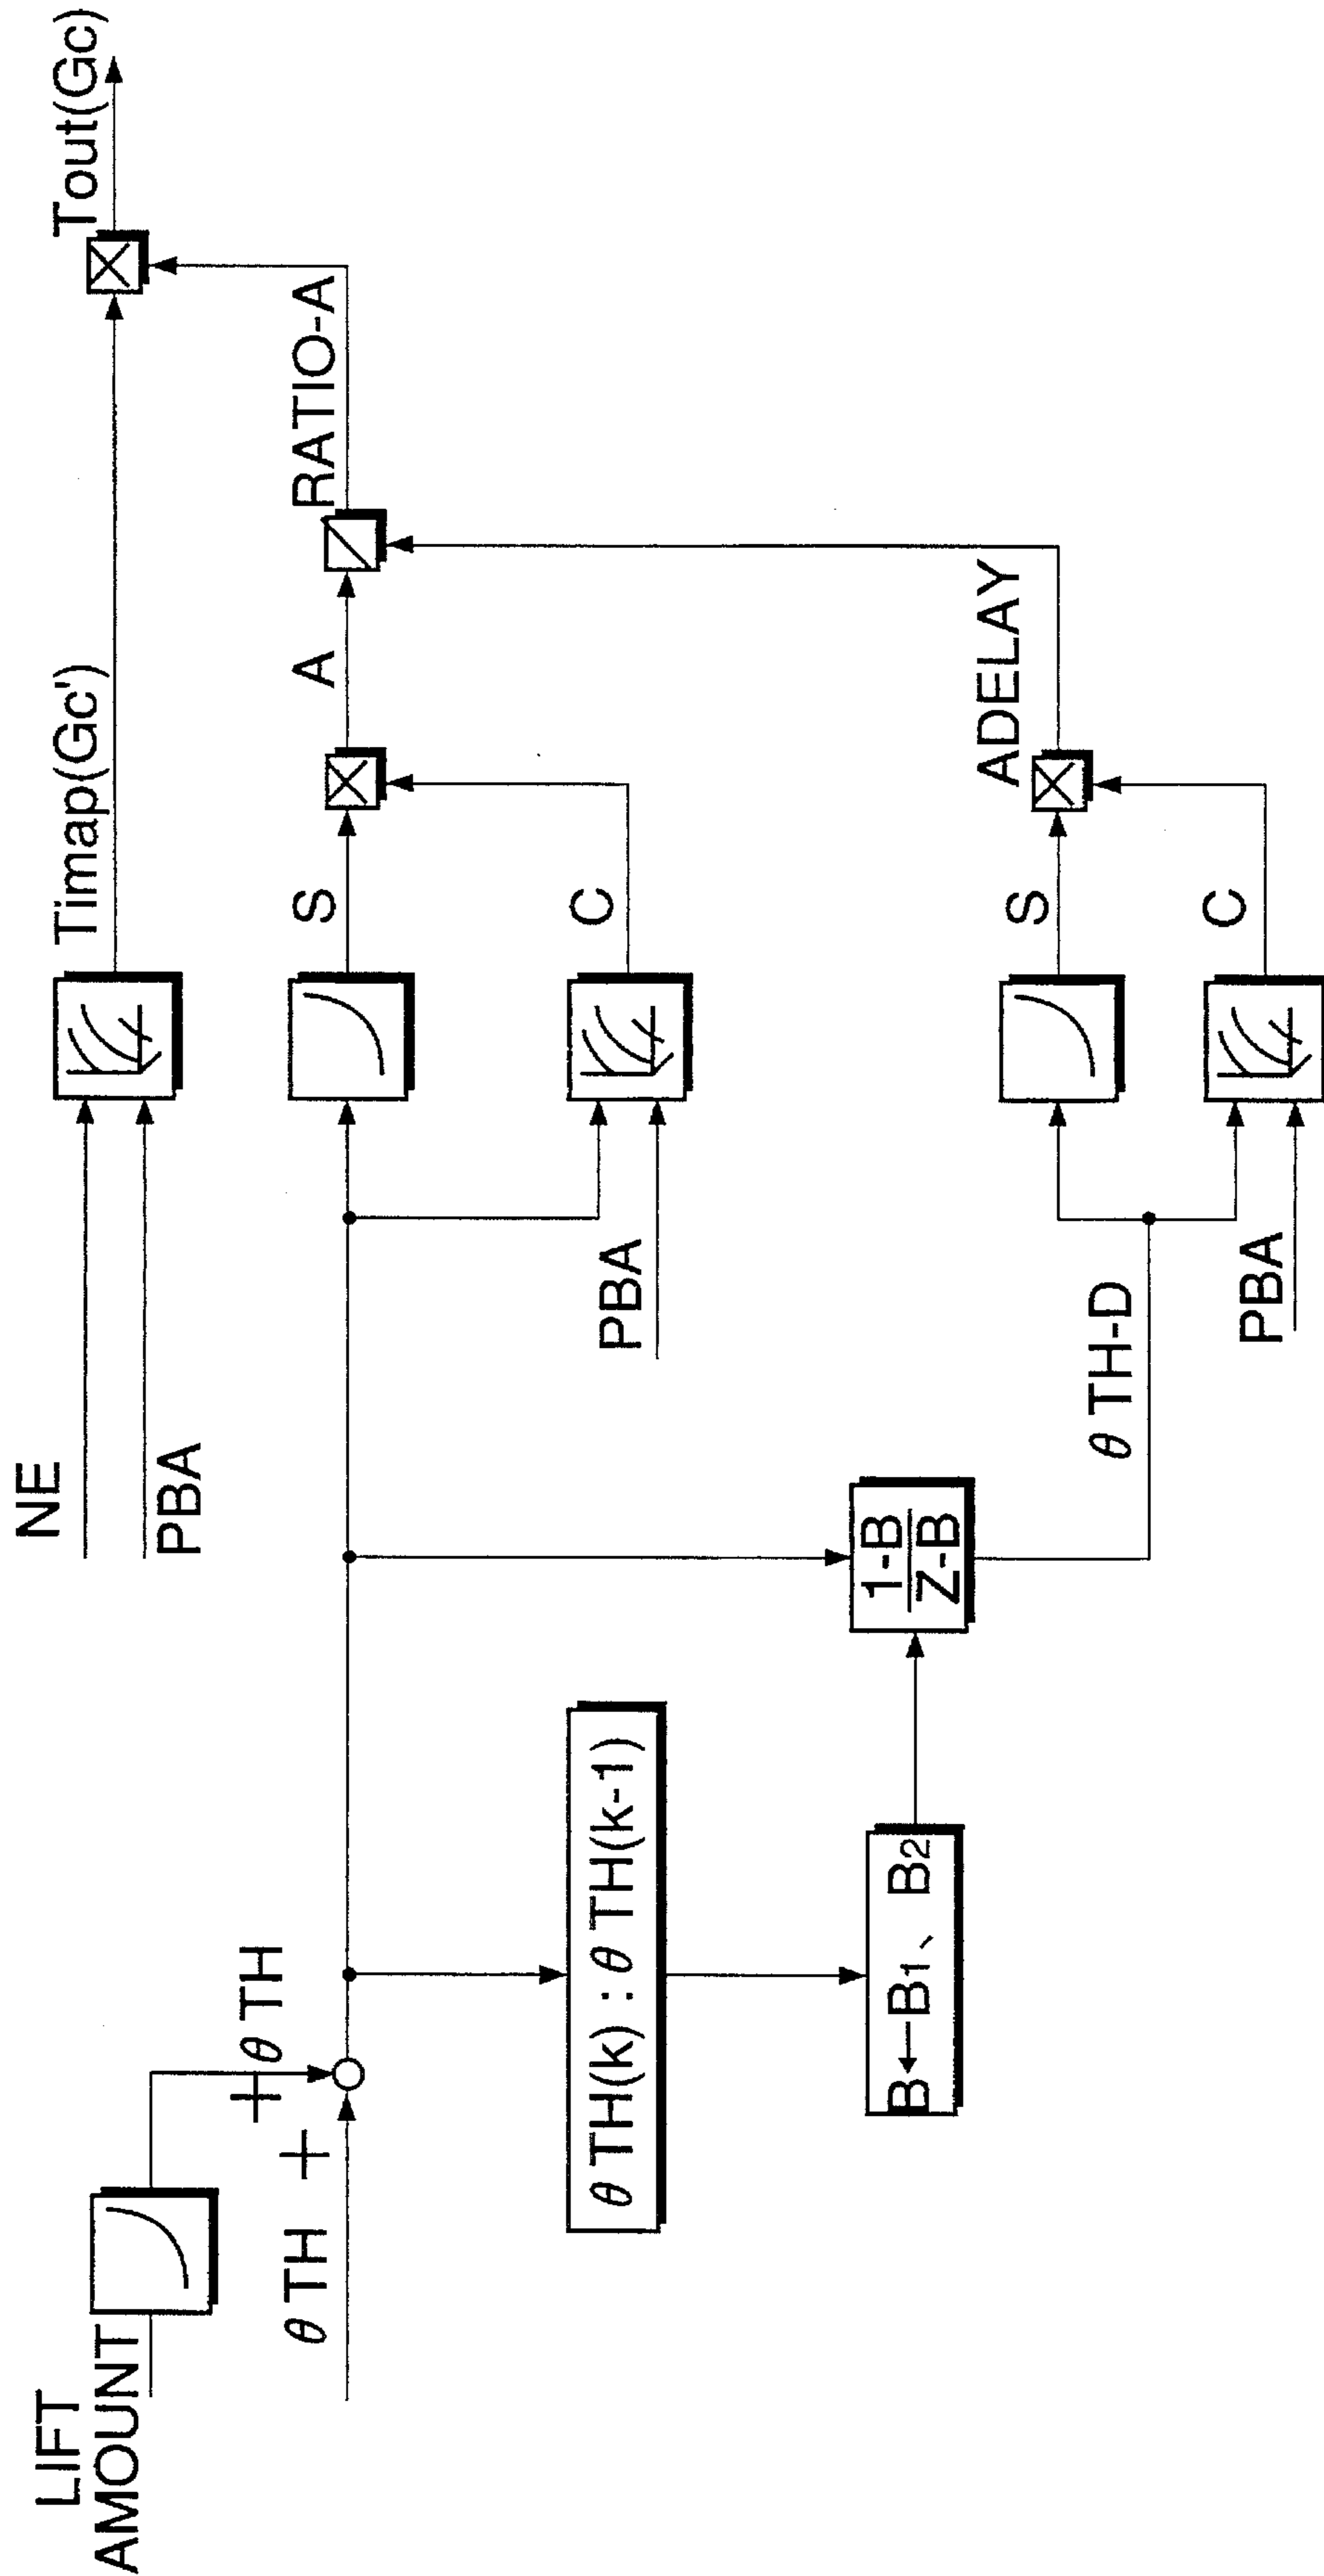 LIFT
AMOUNT
θ TH
+
+
θ TH
NE
PBA
Timap(Gc')
Tout(Gc)
S
A
RATIO-A
PBA
C
θ TH(k) : θ TH(k-1)
B←B1、 B2
1-B
Z-B
θ TH-D
S
ADELAY
PBA
C